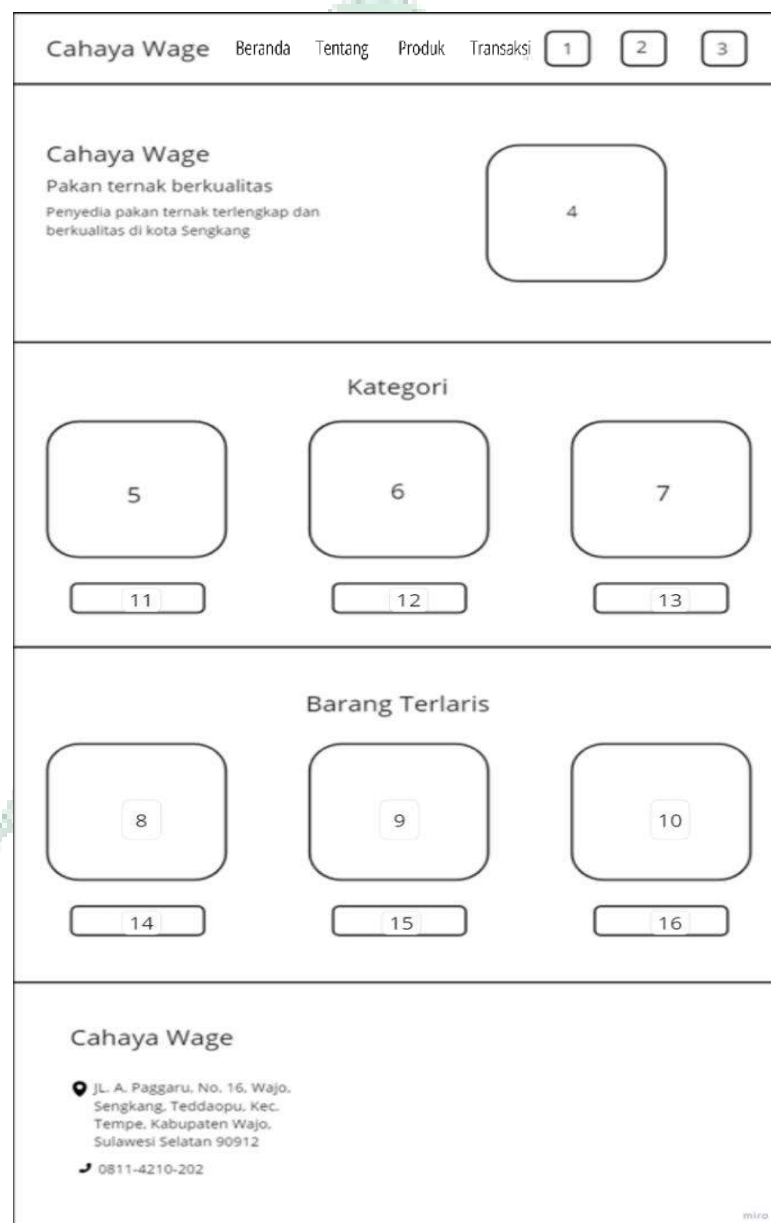 Cahaya Wage Beranda Tentang Produk Transaksi 1 2 3
Cahaya Wage
Pakan ternak berkualitas
Penyedia pakan ternak terlengkap dan
berkualitas di kota Sengkang
4
Kategori
5 6 7
11 12 13
Barang Terlaris
8 9 10
14 15 16
Cahaya Wage
JL. A. Paggaru, No. 16, Wajo,
Sengkang, Teddaopu, Kec.
Tempe, Kabupaten Wajo,
Sulawesi Selatan 90912
0811-4210-202
miro